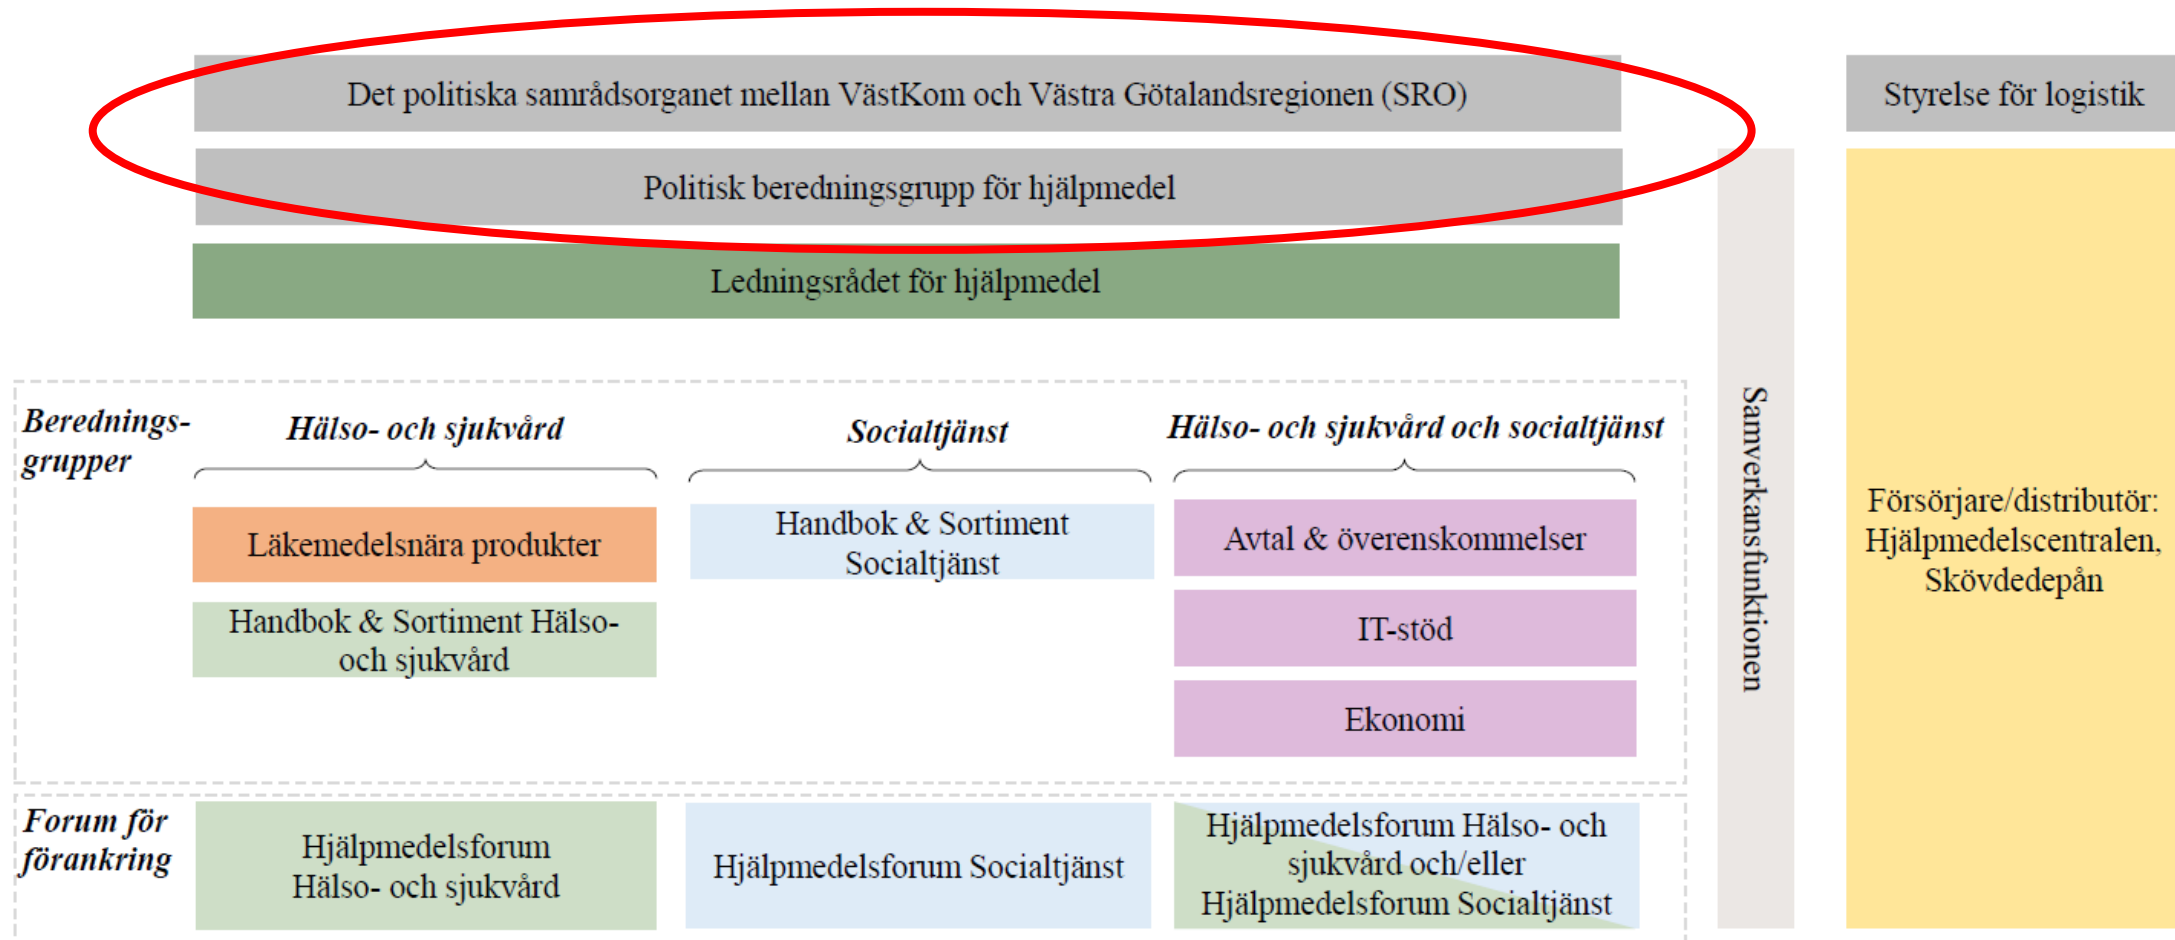 Det politiska samrådsorganet mellan VästKom och Västra Götalandsregionen (SRO)
Styrelse för logistik
Politisk beredningsgrupp för hjälpmedel
Ledningsrådet för hjälpmedel
Berednings-
grupper
Hälso- och sjukvård
Socialtjänst
Hälso- och sjukvård och socialtjänst
Läkemedelsnära produkter
Handbok & Sortiment Hälso-
och sjukvård
Handbok & Sortiment
Socialtjänst
Avtal & överenskommelser
IT-stöd
Ekonomi
Samverkansfunktionen
Försörjare/distributör:
Hjälpmedelscentralen,
Skövdedepån
Forum för
förankring
Hjälpmedelsforum
Hälso- och sjukvård
Hjälpmedelsforum Socialtjänst
Hjälpmedelsforum Hälso- och
sjukvård och/eller
Hjälpmedelsforum Socialtjänst